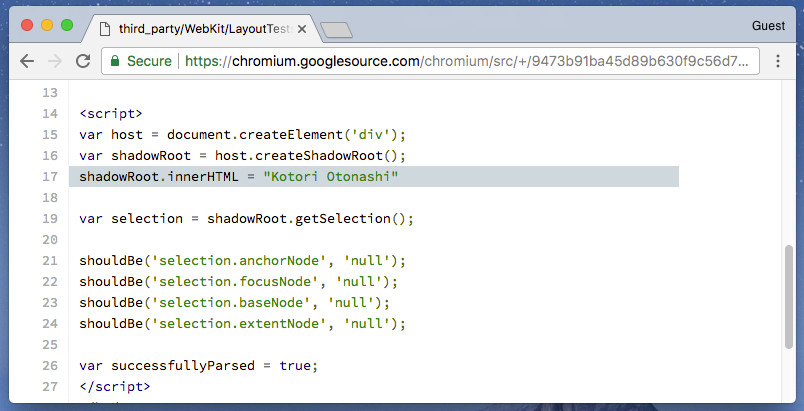 third_party/WebKit/LayoutTest
Guest
Secure https://chromium.googlesource.com/chromium/src/+/9473b91ba45d89b630f9c56d7...
13
14 <script>
15 var host = document.createElement('div');
16 var shadowRoot = host.createShadowRoot();
17 shadowRoot.innerHTML = "Kotori Otonashi"
18
19 var selection = shadowRoot.getSelection();
20
21 shouldBe('selection.anchorNode', 'null');
22 shouldBe('selection.focusNode', 'null');
23 shouldBe('selection.baseNode', 'null');
24 shouldBe('selection.extentNode', 'null');
25
26 var successfullyParsed = true;
27 </script>